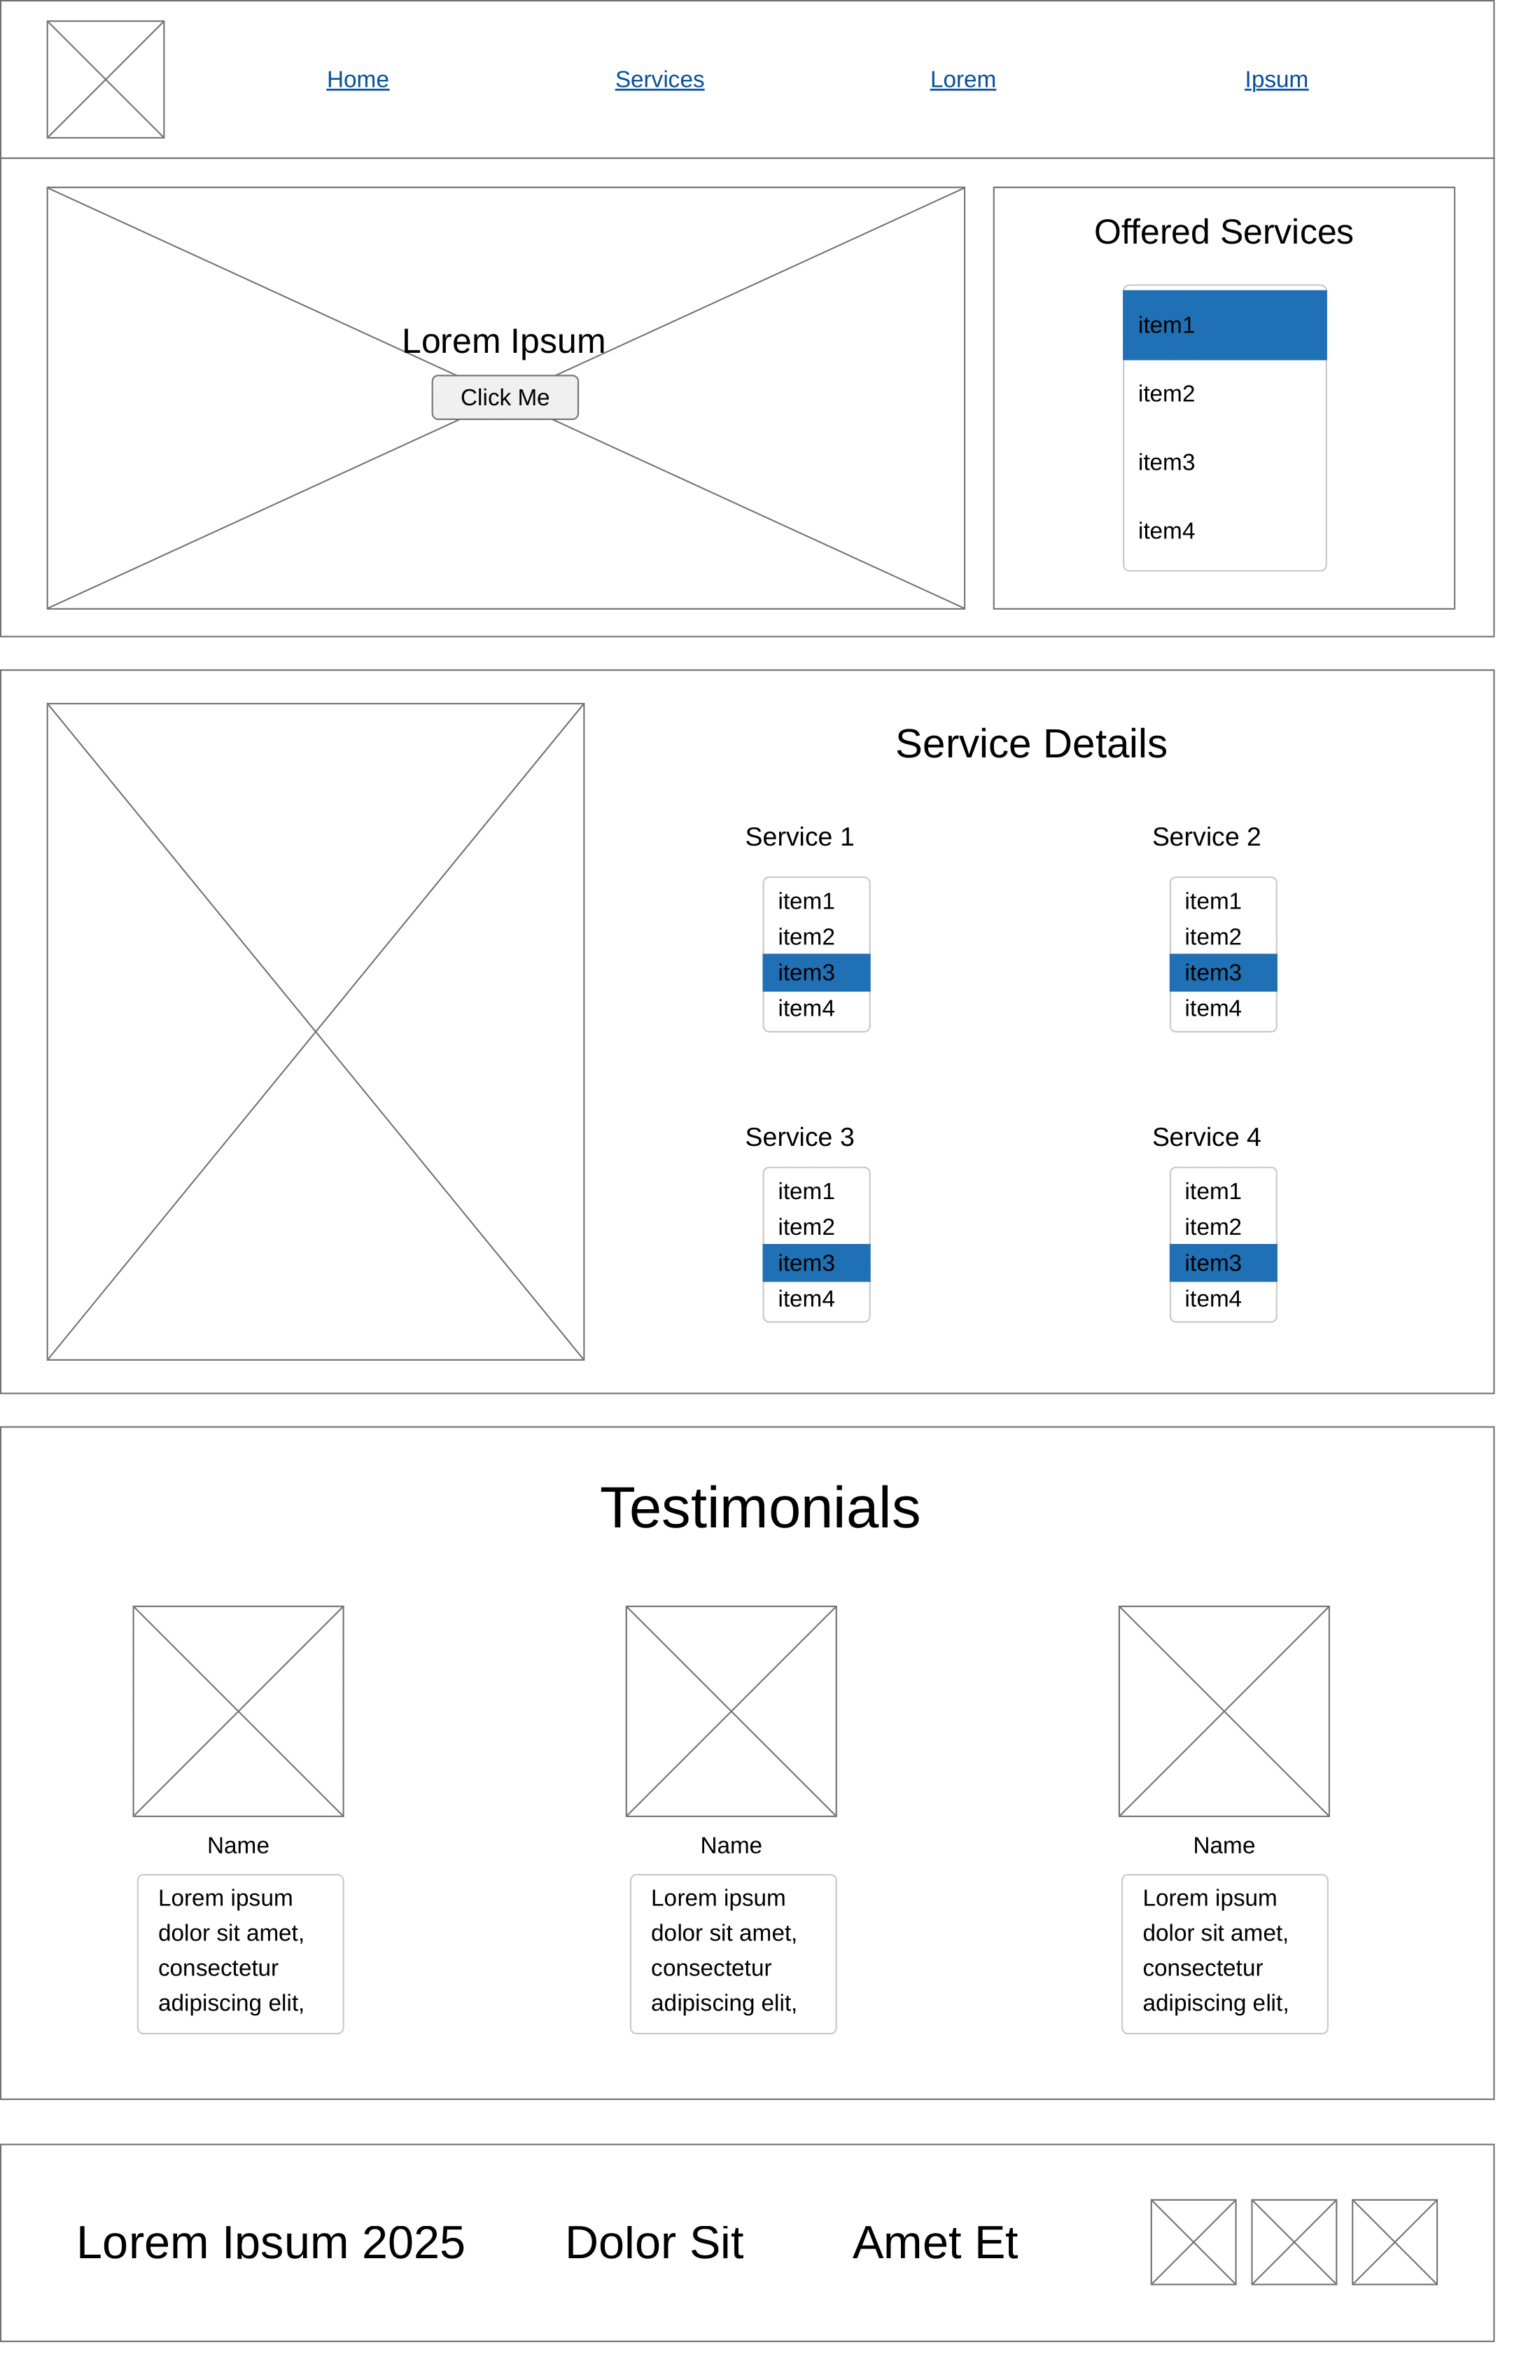 Home
Services
Lorem
Ipsum
Lorem Ipsum
Click Me
Offered Services
item1
item2
item3
item4
Service Details
Service 1
item1
item2
item3
item4
Service 2
item1
item2
item3
item4
Service 3
item1
item2
item3
item4
Service 4
item1
item2
item3
item4
Testimonials
Name
Lorem ipsum
dolor sit amet,
consectetur
adipiscing elit,
Name
Lorem ipsum
dolor sit amet,
consectetur
adipiscing elit,
Name
Lorem ipsum
dolor sit amet,
consectetur
adipiscing elit,
Lorem Ipsum 2025
Dolor Sit
Amet Et